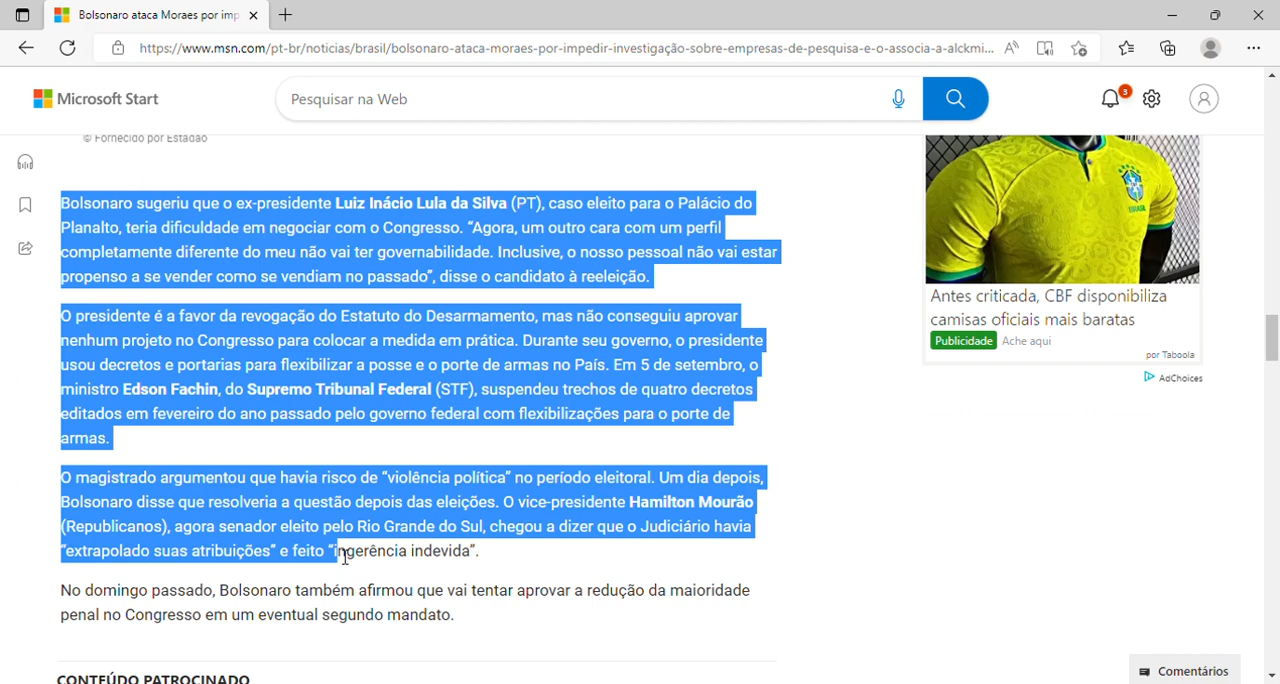 Bolsonaro ataca Moraes por imp
https://www.msn.com/pt-br/noticias/brasil/bolsonaro-ataca-moraes-por-impedir-investigação-sobre-empresas-de-pesquisa-e-o-associa-a-alckmi...
Microsoft Start
Pesquisar na Web
3
© Fornecido por Estadão
Bolsonaro sugeriu que o ex-presidente Luiz Inácio Lula da Silva (PT), caso eleito para o Palácio do
Planalto, teria dificuldade em negociar com o Congresso. “Agora, um outro cara com um perfil
completamente diferente do meu não vai ter governabilidade. Inclusive, o nosso pessoal não vai estar
propenso a se vender como se vendiam no passado”, disse o candidato à reeleição.
O presidente é a favor da revogação do Estatuto do Desarmamento, mas não conseguiu aprovar
nenhum projeto no Congresso para colocar a medida em prática. Durante seu governo, o presidente
usou decretos e portarias para flexibilizar a posse e o porte de armas no País. Em 5 de setembro, o
ministro Edson Fachin, do Supremo Tribunal Federal (STF), suspendeu trechos de quatro decretos
editados em fevereiro do ano passado pelo governo federal com flexibilizações para o porte de
armas.
O magistrado argumentou que havia risco de “violência política” no período eleitoral. Um dia depois,
Bolsonaro disse que resolveria a questão depois das eleições. O vice-presidente Hamilton Mourão
(Republicanos), agora senador eleito pelo Rio Grande do Sul, chegou a dizer que o Judiciário havia
“extrapolado suas atribuições” e feito “ingerência indevida”.
No domingo passado, Bolsonaro também afirmou que vai tentar aprovar a redução da maioridade
penal no Congresso em um eventual segundo mandato.
CONTEÚDO PATROCINADO
Antes criticada, CBF disponibiliza
camisas oficiais mais baratas
Publicidade Ache aqui
por Taboola
AdChoices
Comentários